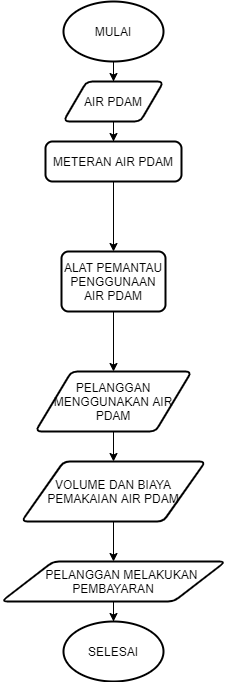 MULAI
AIR PDAM
METERAN AIR PDAM
ALAT PEMANTAU
PENGGUNAAN
AIR PDAM
PELANGGAN
MENGGUNAKAN AIR
PDAM
VOLUME DAN BIAYA
PEMAKAIAN AIR PDAM
PELANGGAN MELAKUKAN
PEMBAYARAN
SELESAI